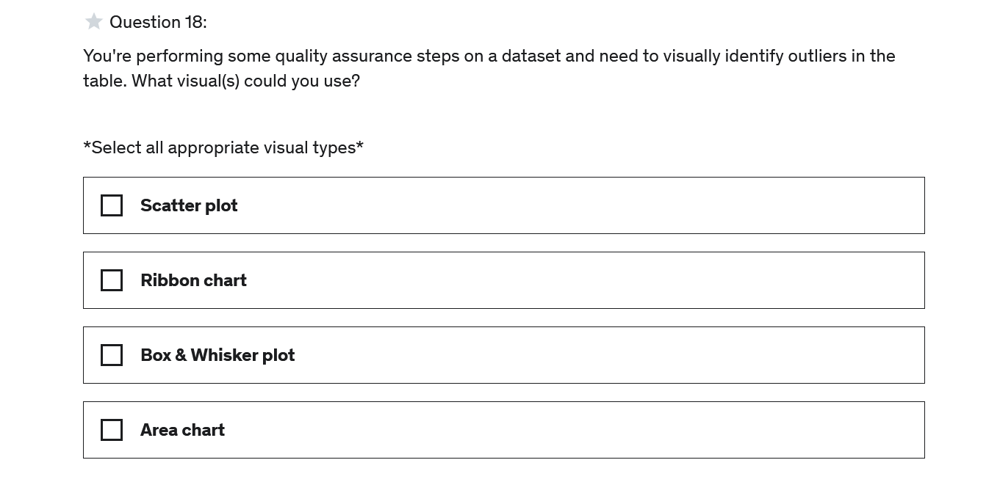 Question 18:
You're performing some quality assurance steps on a dataset and need to visually identify outliers in the
table. What visual(s) could you use?
*Select all appropriate visual types*
Scatter plot
Ribbon chart
Box & Whisker plot
Area chart